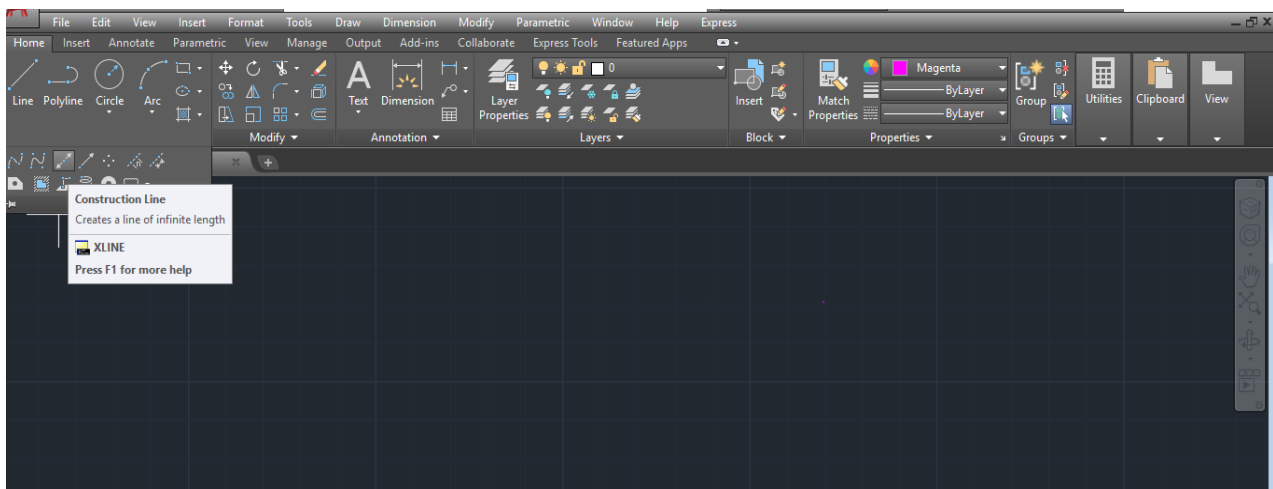 File Edit View Insert Format Tools Draw Dimension Modify Parametric Window Help Express
Home Insert Annotate Parametric View Manage Output Add-ins Collaborate Express Tools Featured Apps
Line Polyline Circle Arc
Text Dimension
Layer
Properties
0
Insert
Match
Properties
Magenta
ByLayer
ByLayer
Group
Utilities
Clipboard
View
Modify
Annotation
Layers
Block
Properties
Groups
Construction Line
Creates a line of infinite length
XLINE
Press F1 for more help